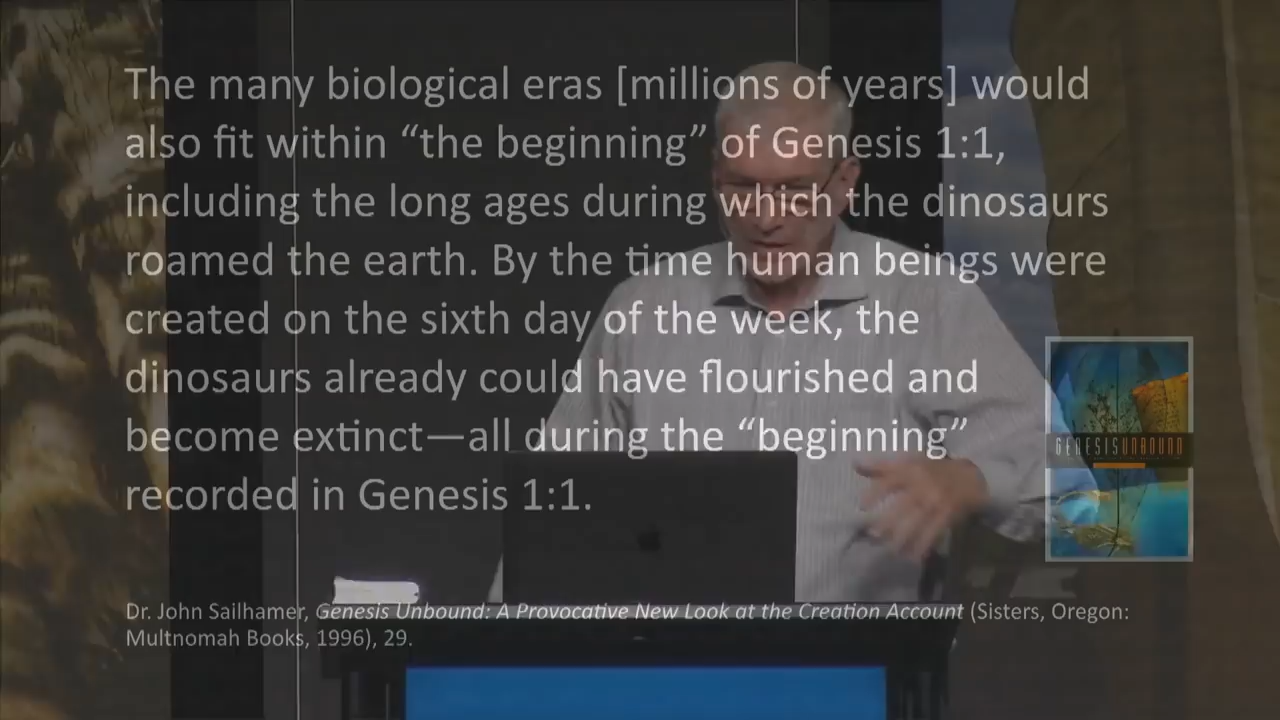 The many biological eras [millions of years] would
also fit within “the beginning” of Genesis 1:1,
including the long ages during which the dinosaurs
roamed the earth. By the time human beings were
created on the sixth day of the week, the
dinosaurs already could have flourished and
become extinct—all during the “beginning”
recorded in Genesis 1:1.
GENESISUNBOUND
Dr. John Sailhamer, Genesis Unbound: A Provocative New Look at the Creation Account (Sisters, Oregon:
Multnomah Books, 1996), 29.